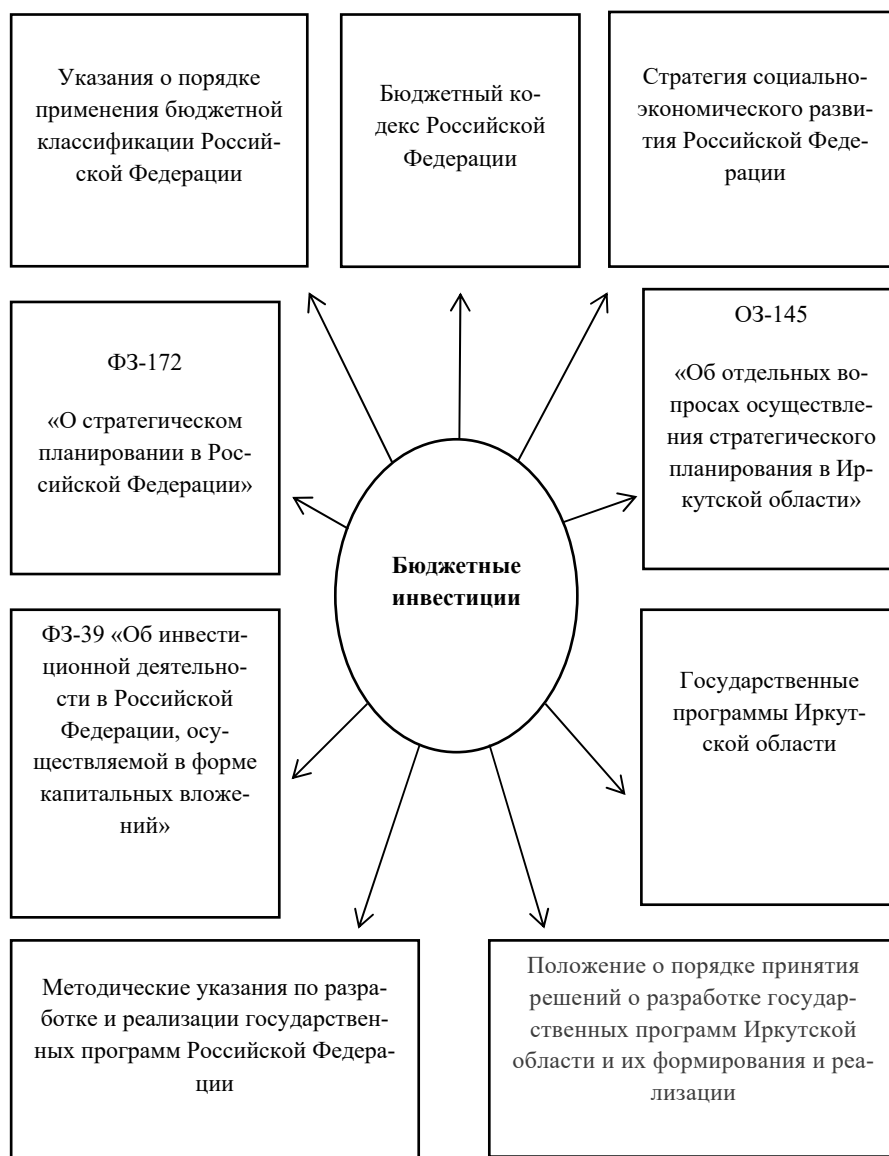 Указания о порядке
применения бюджетной
классификации Россий-
ской Федерации
Бюджетный ко-
декс Российской
Федерации
Стратегия социально-
экономического разви-
тия Российской Феде-
рации
ФЗ-172
«О стратегическом
планировании в Рос-
сийской Федерации»
ОЗ-145
«Об отдельных во-
просах осуществле-
ния стратегического
планирования в Ир-
кутской области»
Бюджетные
инвестиции
ФЗ-39 «Об инвести-
ционной деятельно-
сти в Российской
Федерации, осу-
ществляемой в форме
капитальных вложе-
ний»
Государственные
программы Иркут-
ской области
Методические указания по разра-
ботке и реализации государствен-
ных программ Российской Федера-
ции
Положение о порядке принятия
решений о разработке государ-
ственных программ Иркутской
области и их формирования и реа-
лизации